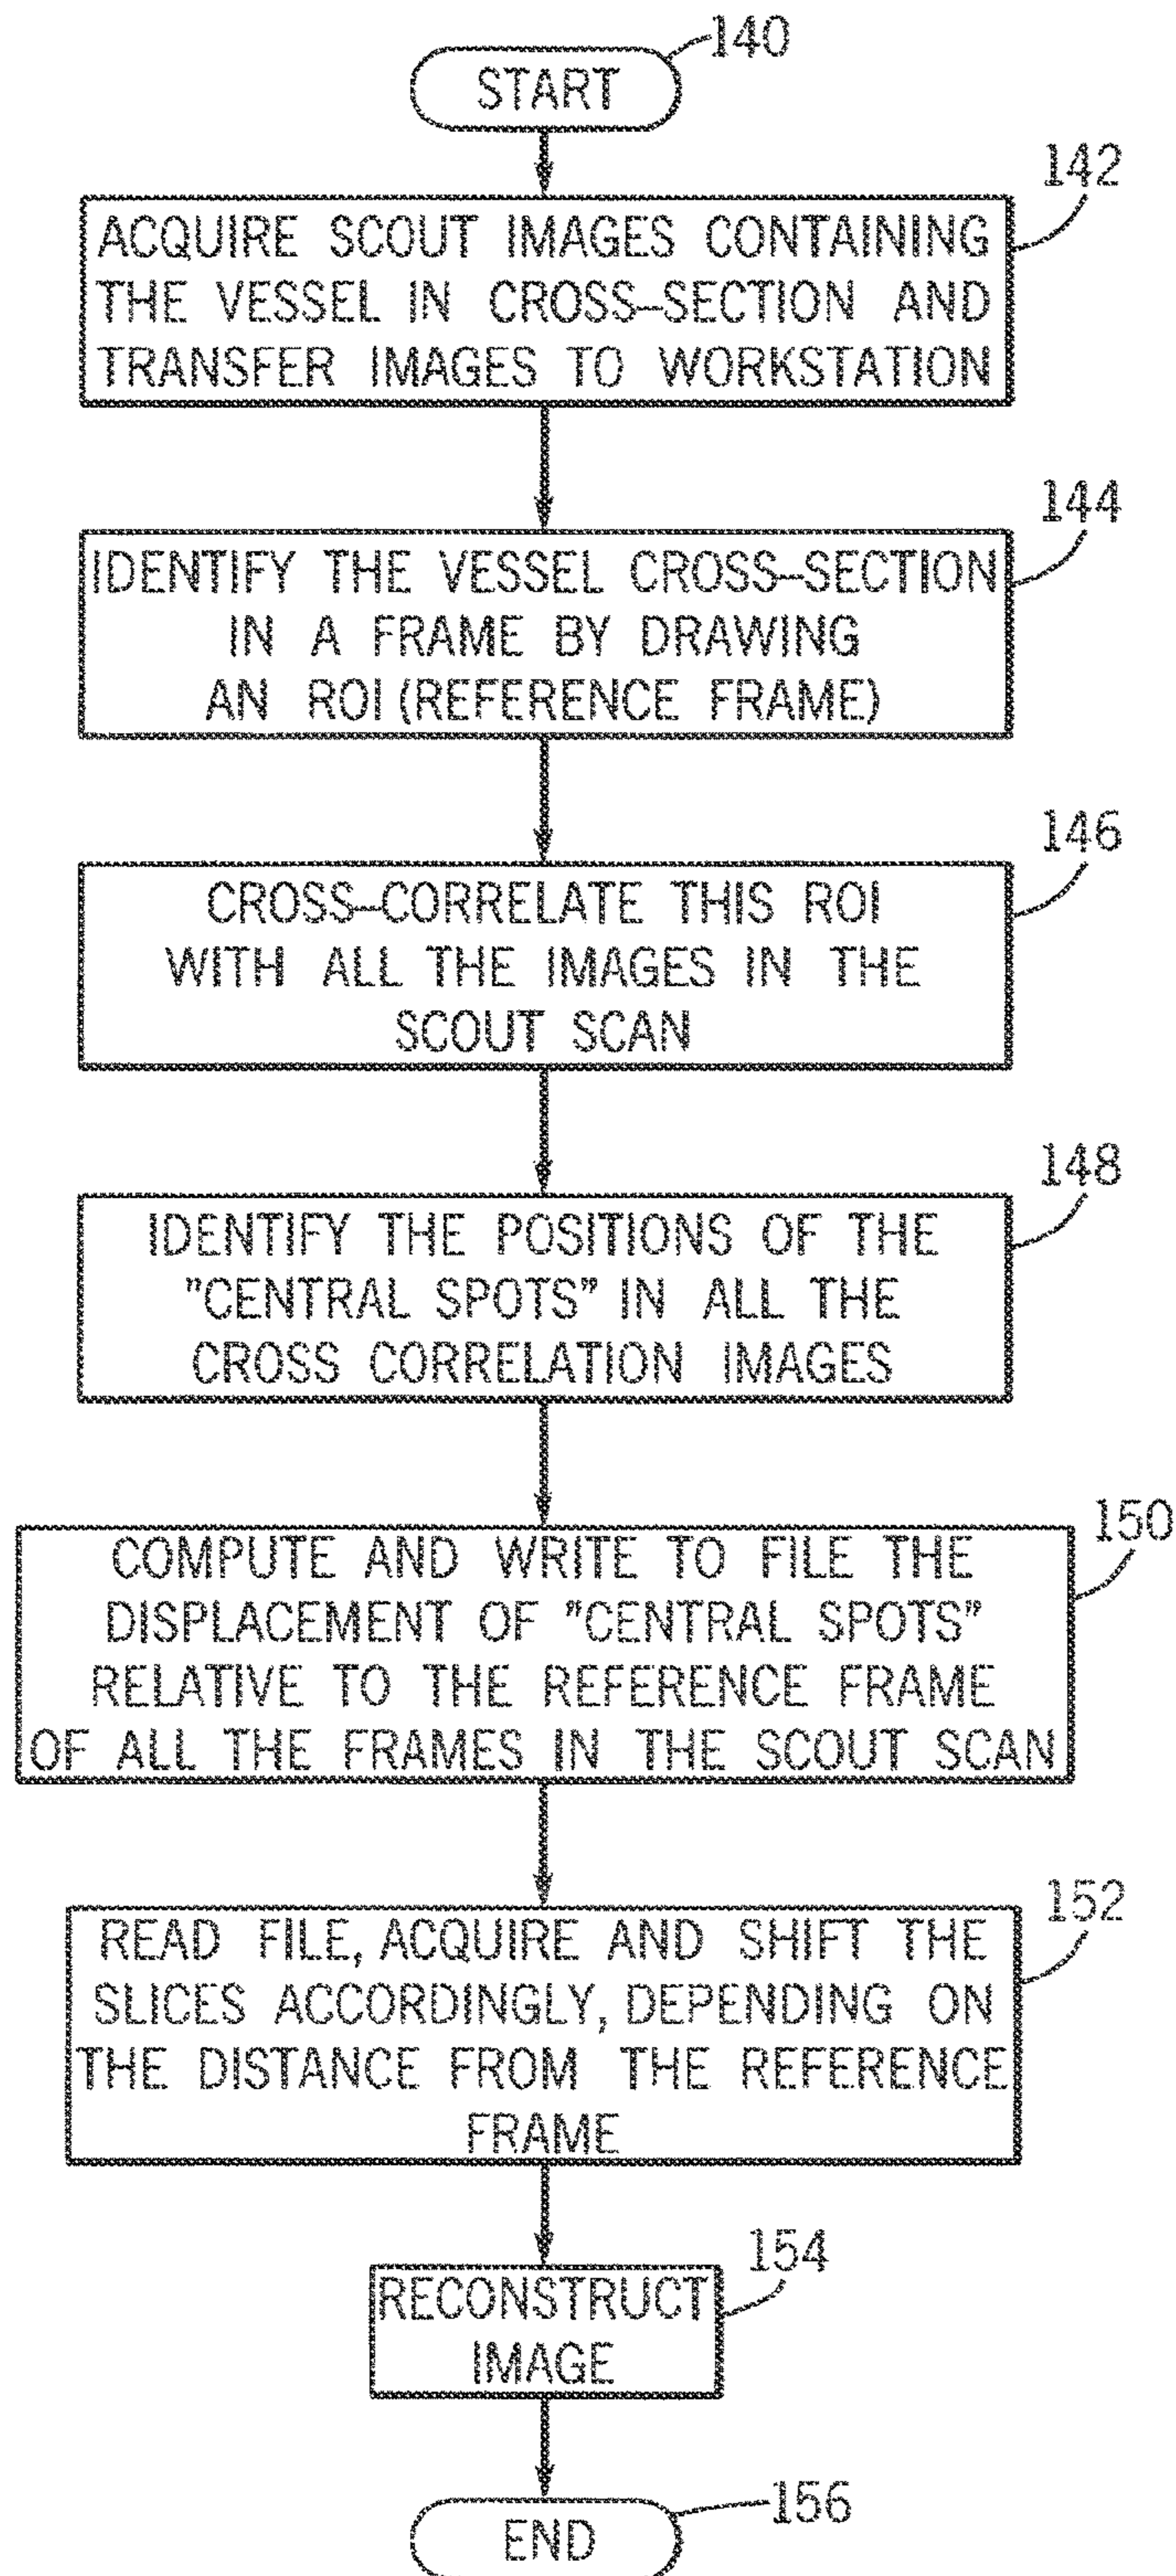 140
START
142
ACQUIRE SCOUT IMAGES CONTAINING
THE VESSEL IN CROSS-SECTION AND
TRANSFER IMAGES TO WORKSTATION
144
IDENTIFY THE VESSEL CROSS-SECTION
IN A FRAME BY DRAWING
AN ROI (REFERENCE FRAME)
146
CROSS-CORRELATE THIS ROI
WITH ALL THE IMAGES IN THE
SCOUT SCAN
148
IDENTIFY THE POSITIONS OF THE
"CENTRAL SPOTS" IN ALL THE
CROSS CORRELATION IMAGES
150
COMPUTE AND WRITE TO FILE THE
DISPLACEMENT OF "CENTRAL SPOTS"
RELATIVE TO THE REFERENCE FRAME
OF ALL THE FRAMES IN THE SCOUT SCAN
152
READ FILE, ACQUIRE AND SHIFT THE
SLICES ACCORDINGLY, DEPENDING ON
THE DISTANCE FROM THE REFERENCE
FRAME
154
RECONSTRUCT
IMAGE
156
END